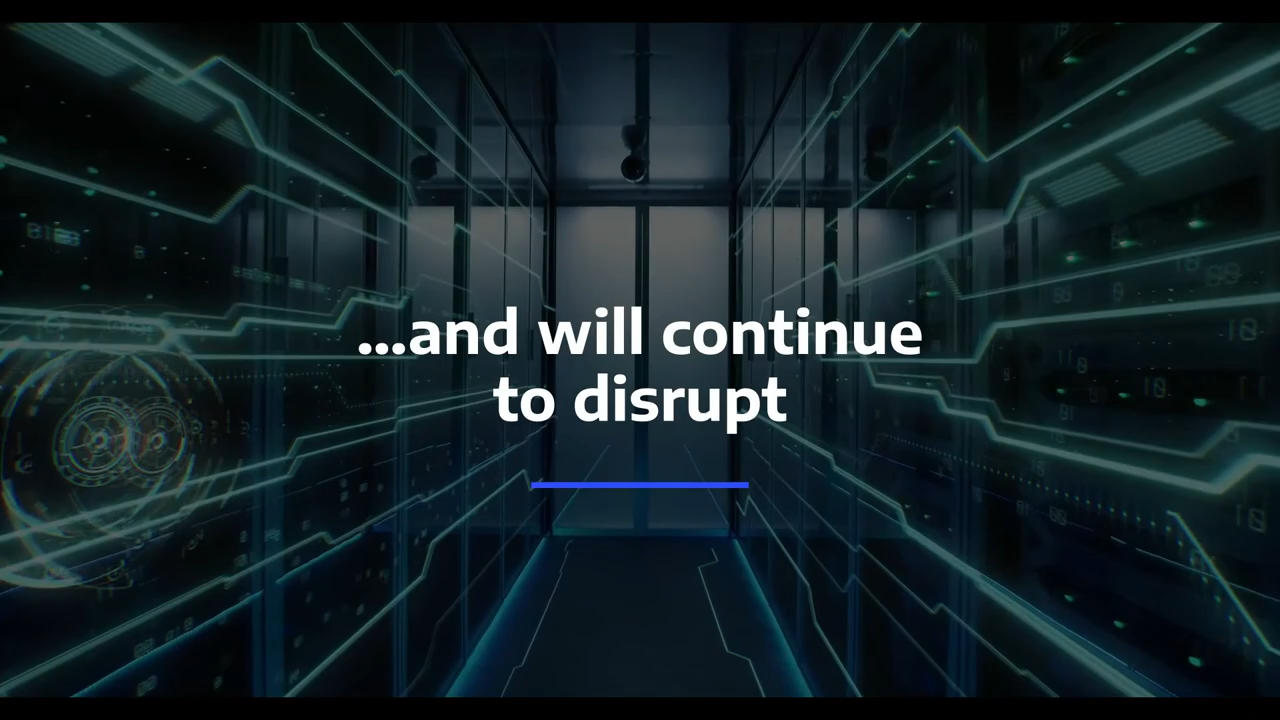 ...and will continue
to disrupt